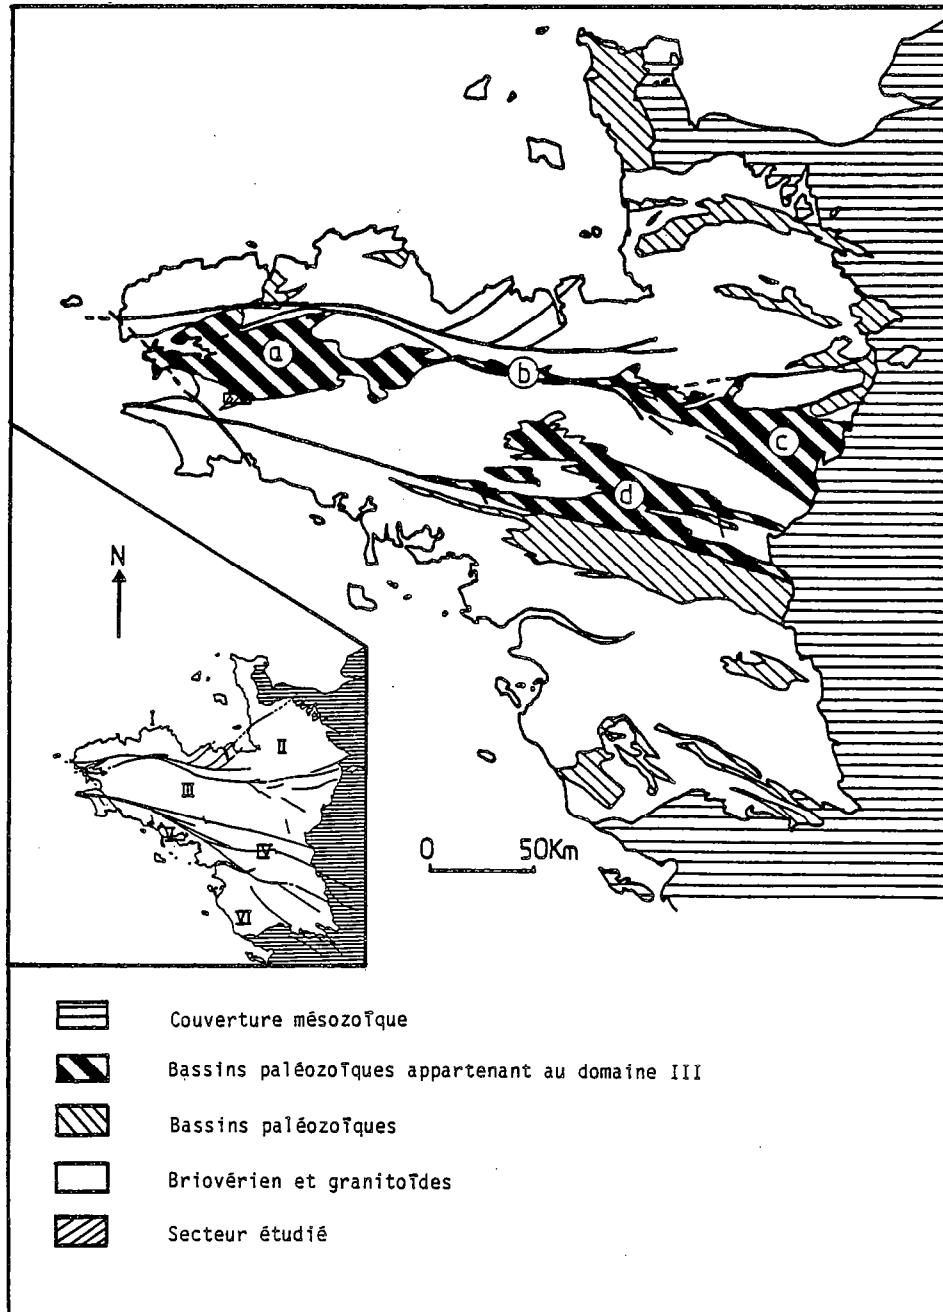 a
b
c
d
N
0 50Km
I
II
III
IV
V
VI
Couverture mésozoïque
Bassins paléozoïques appartenant au domaine III
Bassins paléozoïques
Briovérien et granitoïdes
Secteur étudié